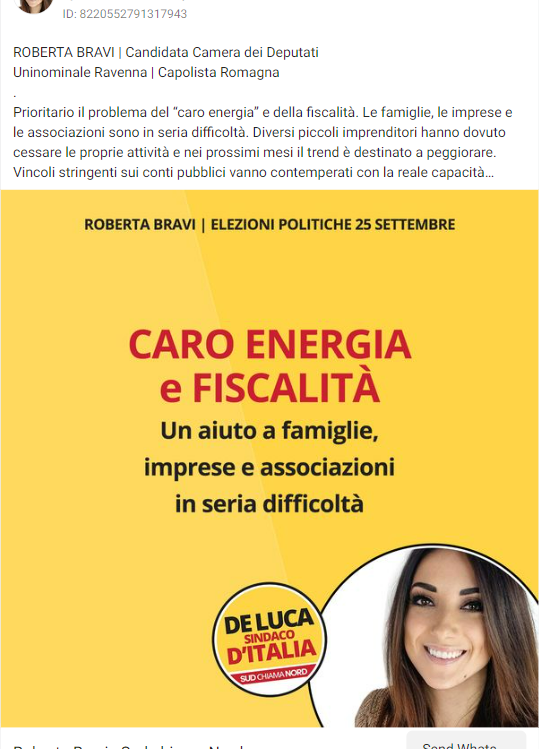 ID: 8220552791317943
ROBERTA BRAVI | Candidata Camera dei Deputati
Uninominale Ravenna | Capolista Romagna
.
Prioritario il problema del “caro energia” e della fiscalità. Le famiglie, le imprese e
le associazioni sono in seria difficoltà. Diversi piccoli imprenditori hanno dovuto
cessare le proprie attività e nei prossimi mesi il trend è destinato a peggiorare.
Vincoli stringenti sui conti pubblici vanno contemperati con la reale capacità...
ROBERTA BRAVI | ELEZIONI POLITICHE 25 SETTEMBRE
CARO ENERGIA
e FISCALITÀ
Un aiuto a famiglie,
imprese e associazioni
in seria difficoltà
DE LUCA
SINDACO
D'ITALIA
SUD CHIAMA NORD